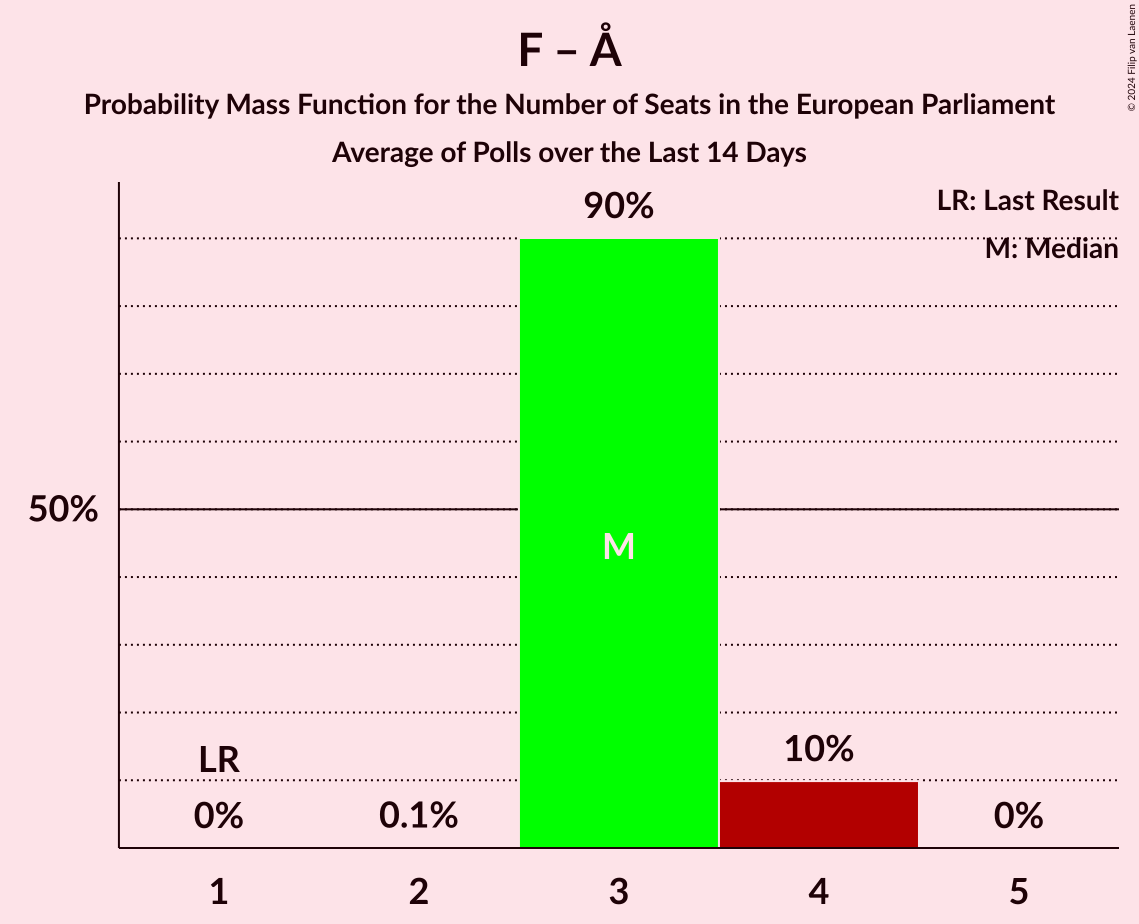 F – Å
Probability Mass Function for the Number of Seats in the European Parliament
Average of Polls over the Last 14 Days
© 2024 Filip van Laenen
LR: Last Result
M: Median
90%
50%
M
LR
10%
0%
0.1%
0%
1
2
3
4
5